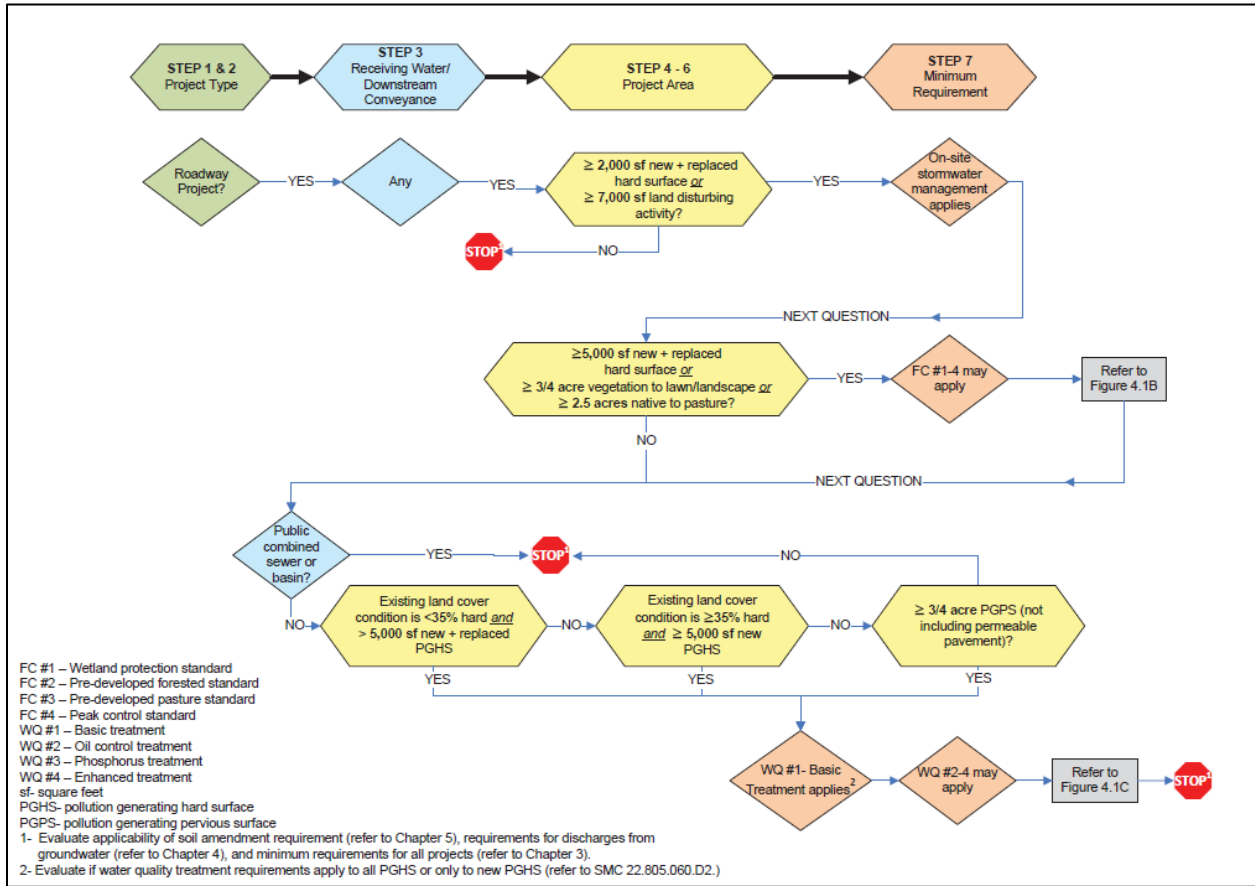 STEP 1 & 2
Project Type
STEP 3
Receiving Water/
Downstream
Conveyance
STEP 4 - 6
Project Area
STEP 7
Minimum
Requirement
Roadway
Project?
YES
Any
YES
≥ 2,000 sf new + replaced
hard surface or
≥ 7,000 sf land disturbing
activity?
YES
On-site
stormwater
management
applies
STOP1
NO
NEXT QUESTION
≥5,000 sf new + replaced
hard surface or
≥ 3/4 acre vegetation to lawn/landscape or
≥ 2.5 acres native to pasture?
YES
FC #1-4 may
apply
Refer to
Figure 4.1B
NO
NEXT QUESTION
Public
combined
sewer or
basin?
YES
STOP1
NO
NO
Existing land cover
condition is <35% hard and
> 5,000 sf new + replaced
PGHS
NO
Existing land cover
condition is ≥35% hard
and ≥ 5,000 sf new
PGHS
NO
≥ 3/4 acre PGPS (not
including permeable
pavement)?
YES
YES
YES
WQ #1- Basic
Treatment applies2
WQ #2-4 may
apply
Refer to
Figure 4.1C
STOP1
FC #1 – Wetland protection standard
FC #2 – Pre-developed forested standard
FC #3 – Pre-developed pasture standard
FC #4 – Peak control standard
WQ #1 – Basic treatment
WQ #2 – Oil control treatment
WQ #3 – Phosphorus treatment
WQ #4 – Enhanced treatment
sf- square feet
PGHS- pollution generating hard surface
PGPS- pollution generating pervious surface
1- Evaluate applicability of soil amendment requirement (refer to Chapter 5), requirements for discharges from
groundwater (refer to Chapter 4), and minimum requirements for all projects (refer to Chapter 3).
2- Evaluate if water quality treatment requirements apply to all PGHS or only to new PGHS (refer to SMC 22.805.060.D2.)